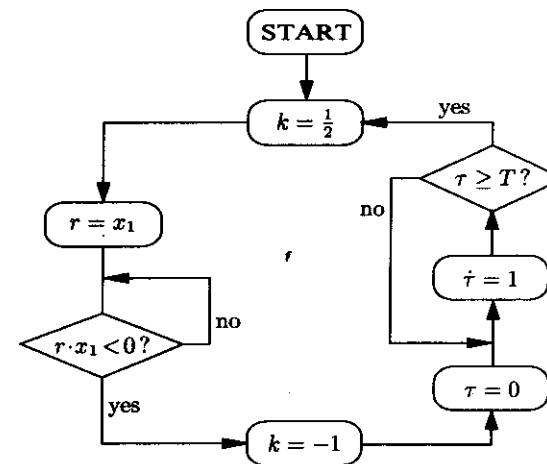 START
k = 1/2
yes
τ ≥ T?
r = x₁
no
τ̇ = 1
no
r·x₁ < 0?
τ = 0
yes
k = −1